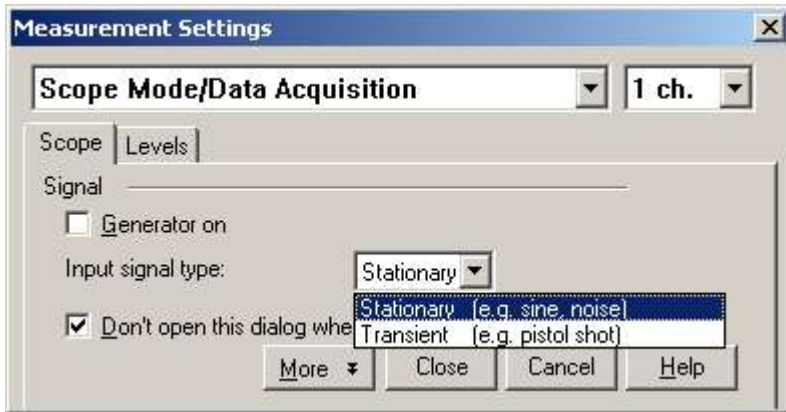 Measurement Settings
Scope Mode/Data Acquisition 1 ch.
Scope Levels
Signal
Generator on
Input signal type: Stationary
Stationary (e.g. sine, noise)
Don't open this dialog whe Transient (e.g. pistol shot)
More Close Cancel Help